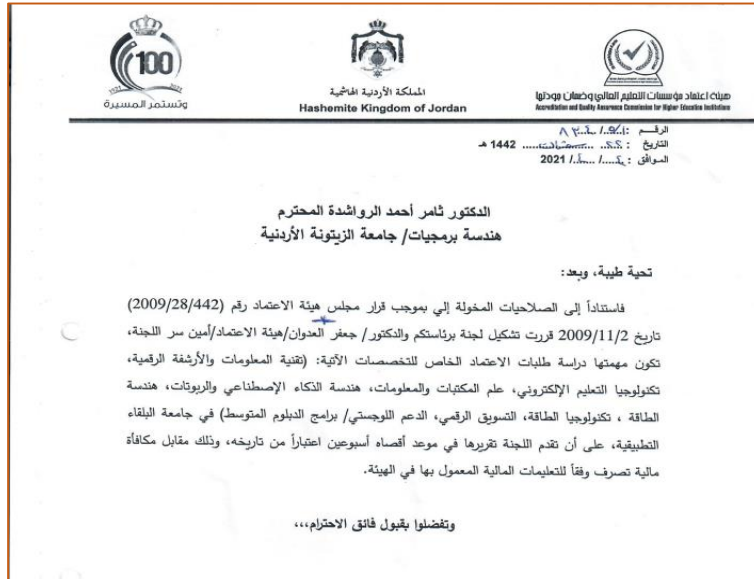 100
1921 2021
وتستمر المسيرة
المملكة الأردنية الهاشمية
Hashemite Kingdom of Jordan
هيئة اعتماد مؤسسات التعليم العالي وضمان جودتها
Accreditation and Quality Assurance Commission for Higher Education Institutions
الرقم :
التاريخ : 1442 هـ
الموافق : 2021
الدكتور ثامر أحمد الرواشدة المحترم
هندسة برمجيات/ جامعة الزيتونة الأردنية
تحية طيبة، وبعد:
فاستناداً إلى الصلاحيات المخولة إلي بموجب قرار مجلس هيئة الاعتماد رقم (2009/28/442)
تاريخ 2009/11/2 قررت تشكيل لجنة برئاستكم والدكتور/ جعفر العدوان/هيئة الاعتماد/أمين سر اللجنة،
تكون مهمتها دراسة طلبات الاعتماد الخاص للتخصصات الآتية: (تقنية المعلومات والأرشفة الرقمية،
تكنولوجيا التعليم الإلكتروني، علم المكتبات والمعلومات، هندسة الذكاء الإصطناعي والربوتات، هندسة
الطاقة ، تكنولوجيا الطاقة، التسويق الرقمي، الدعم اللوجستي/ برامج الدبلوم المتوسط) في جامعة البلقاء
التطبيقية، على أن تقدم اللجنة تقريرها في موعد أقصاه أسبوعين اعتباراً من تاريخه، وذلك مقابل مكافأة
مالية تصرف وفقاً للتعليمات المالية المعمول بها في الهيئة.
وتفضلوا بقبول فائق الاحترام،،،